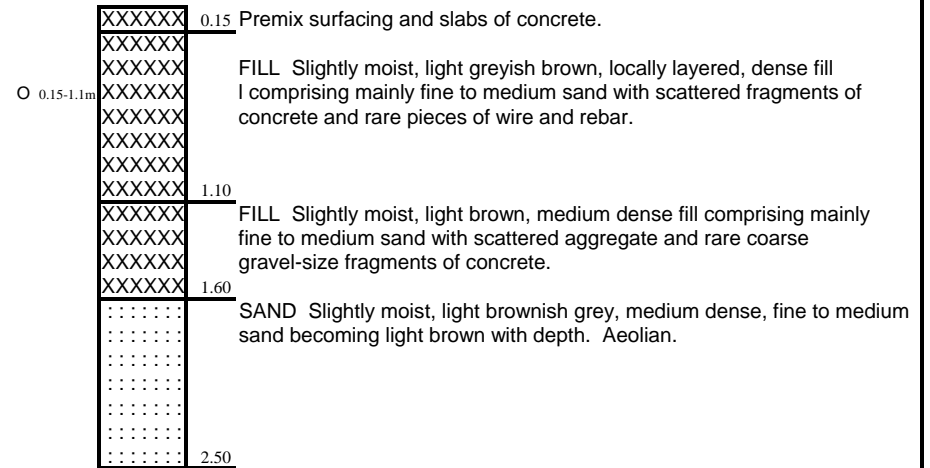 XXXXXX 0.15 Premix surfacing and slabs of concrete.
XXXXXX
XXXXXX FILL Slightly moist, light greyish brown, locally layered, dense fill
O 0.15-1.1m XXXXXX l comprising mainly fine to medium sand with scattered fragments of
XXXXXX concrete and rare pieces of wire and rebar.
XXXXXX
XXXXXX
XXXXXX 1.10
XXXXXX FILL Slightly moist, light brown, medium dense fill comprising mainly
XXXXXX fine to medium sand with scattered aggregate and rare coarse
XXXXXX gravel-size fragments of concrete.
XXXXXX 1.60
: : : : : : : SAND Slightly moist, light brownish grey, medium dense, fine to medium
: : : : : : : sand becoming light brown with depth. Aeolian.
: : : : : : :
: : : : : : :
: : : : : : :
: : : : : : :
: : : : : : : 2.50